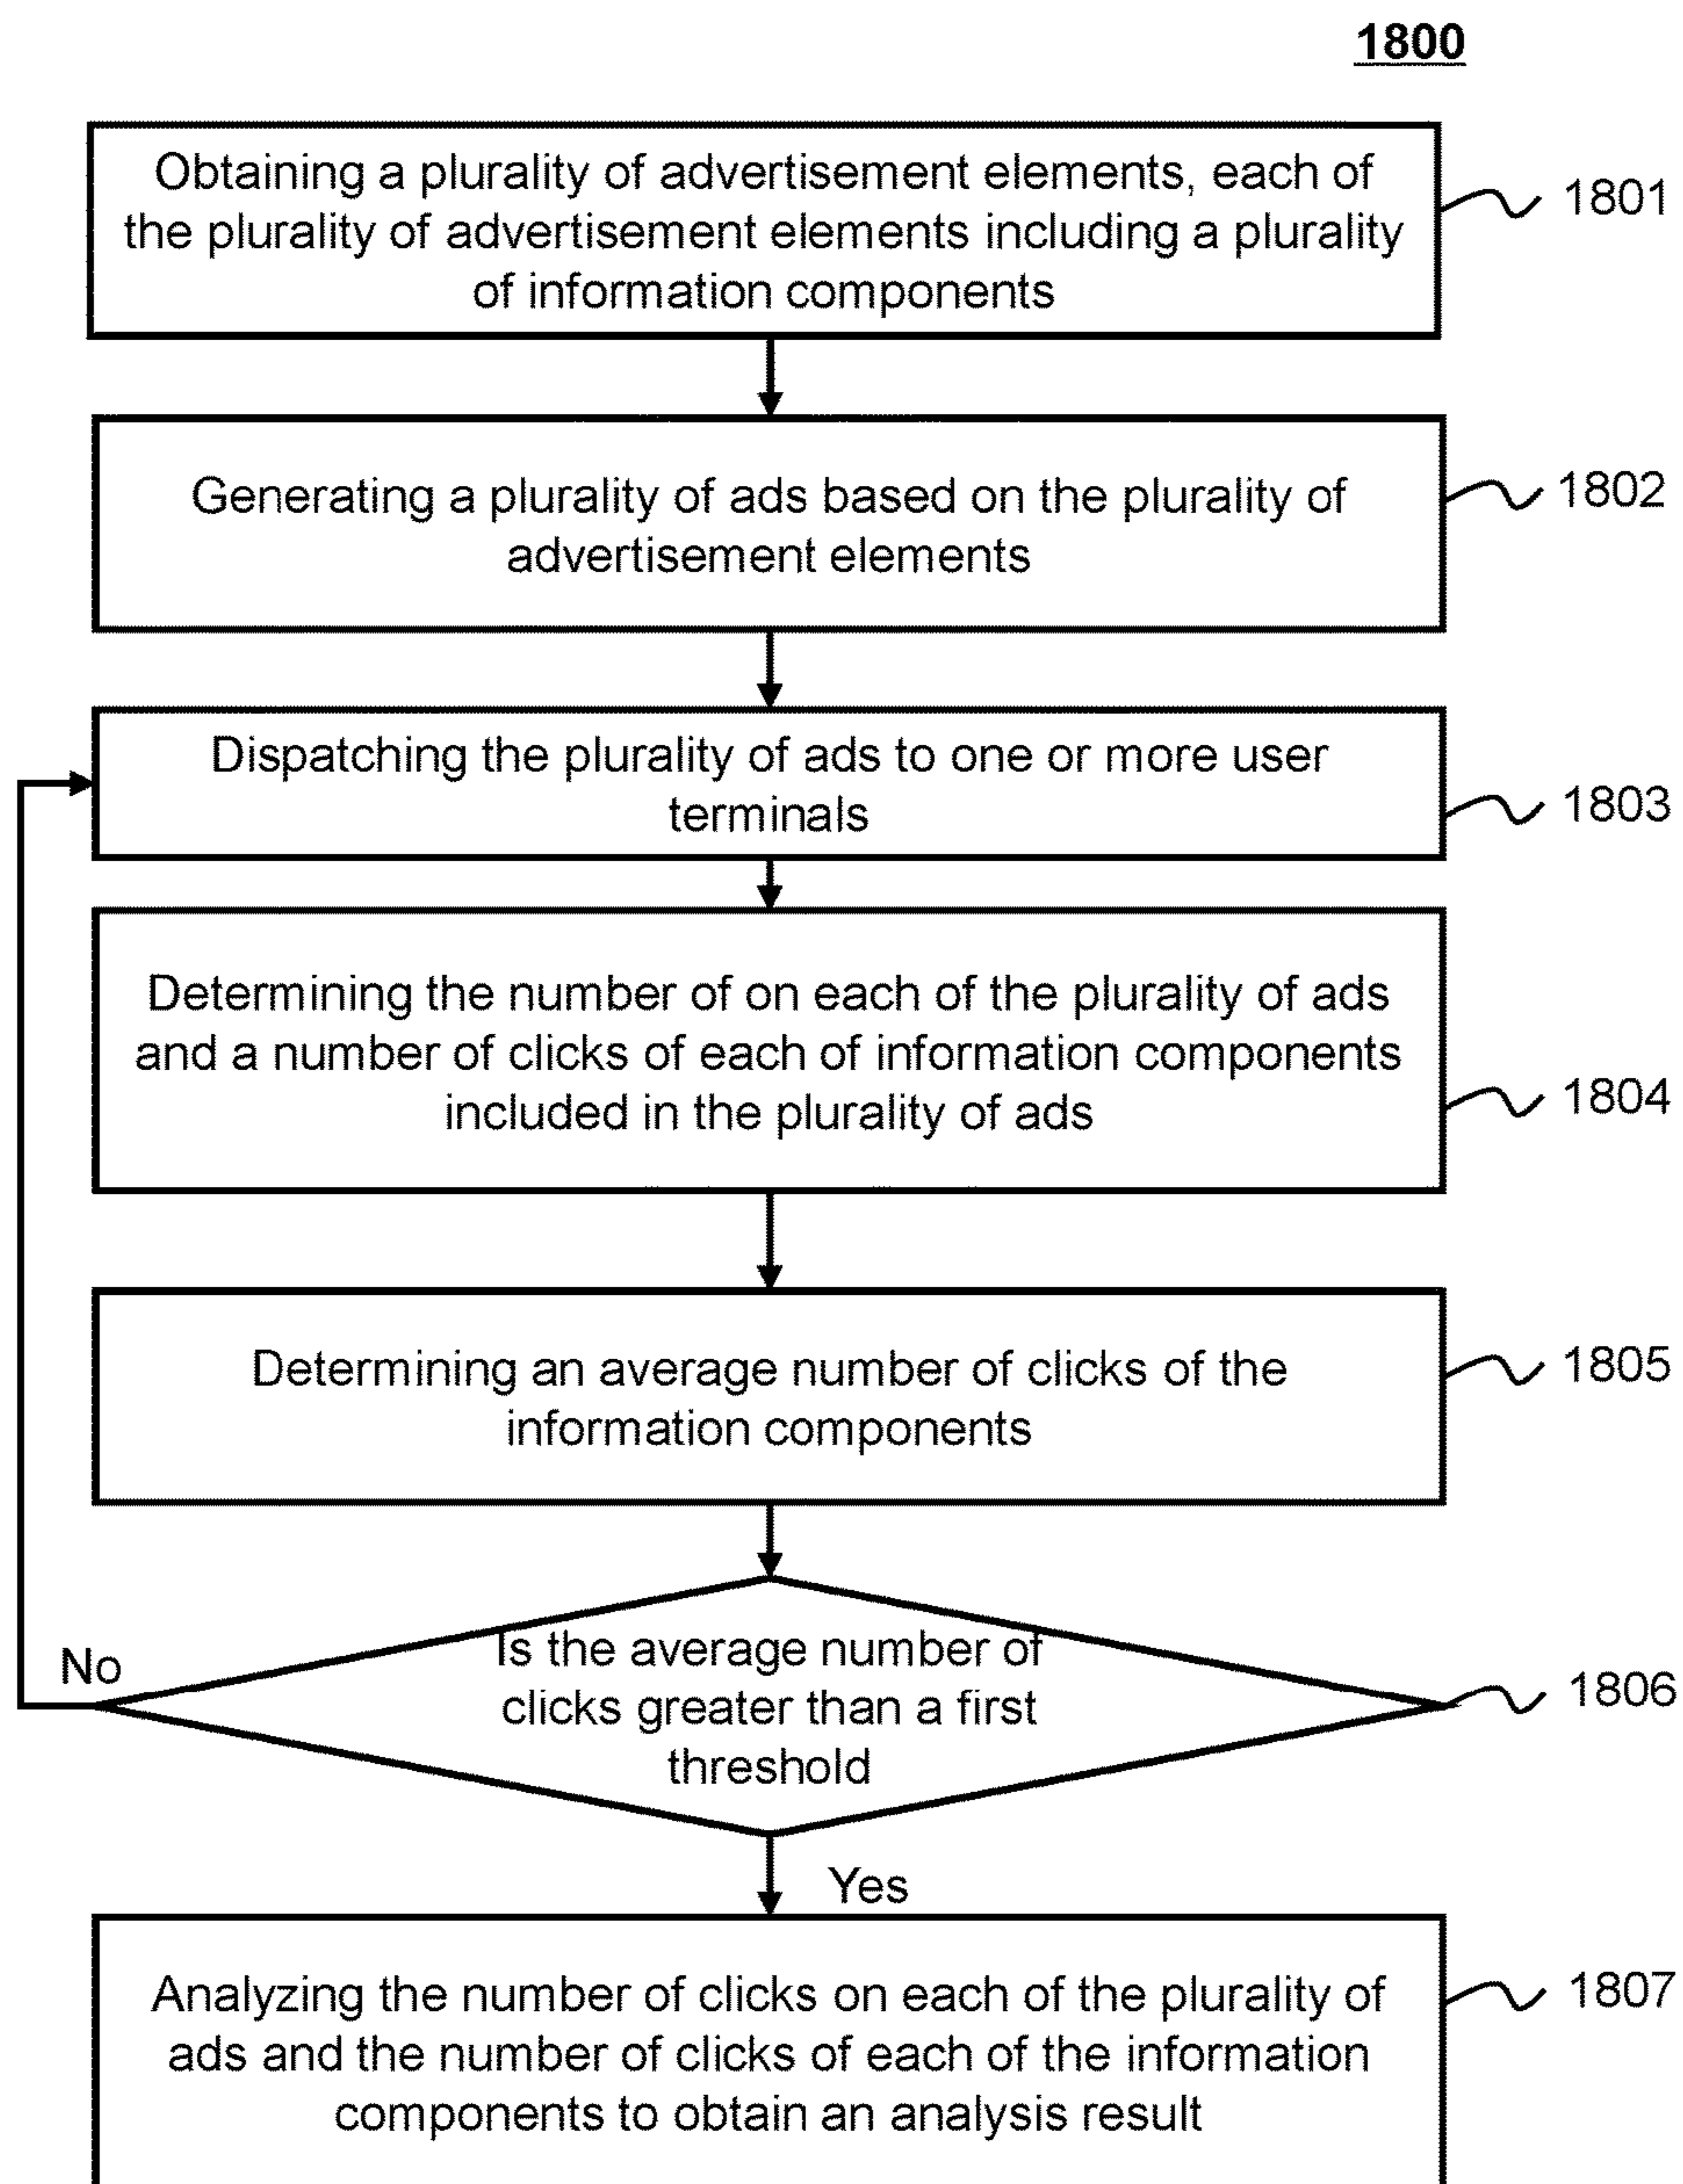 1800
Obtaining a plurality of advertisement elements, each of
the plurality of advertisement elements including a plurality
of information components
1801
Generating a plurality of ads based on the plurality of
advertisement elements
1802
Dispatching the plurality of ads to one or more user
terminals
1803
Determining the number of on each of the plurality of ads
and a number of clicks of each of information components
included in the plurality of ads
1804
Determining an average number of clicks of the
information components
1805
Is the average number of
clicks greater than a first
threshold
No
1806
Yes
Analyzing the number of clicks on each of the plurality of
ads and the number of clicks of each of the information
components to obtain an analysis result
1807